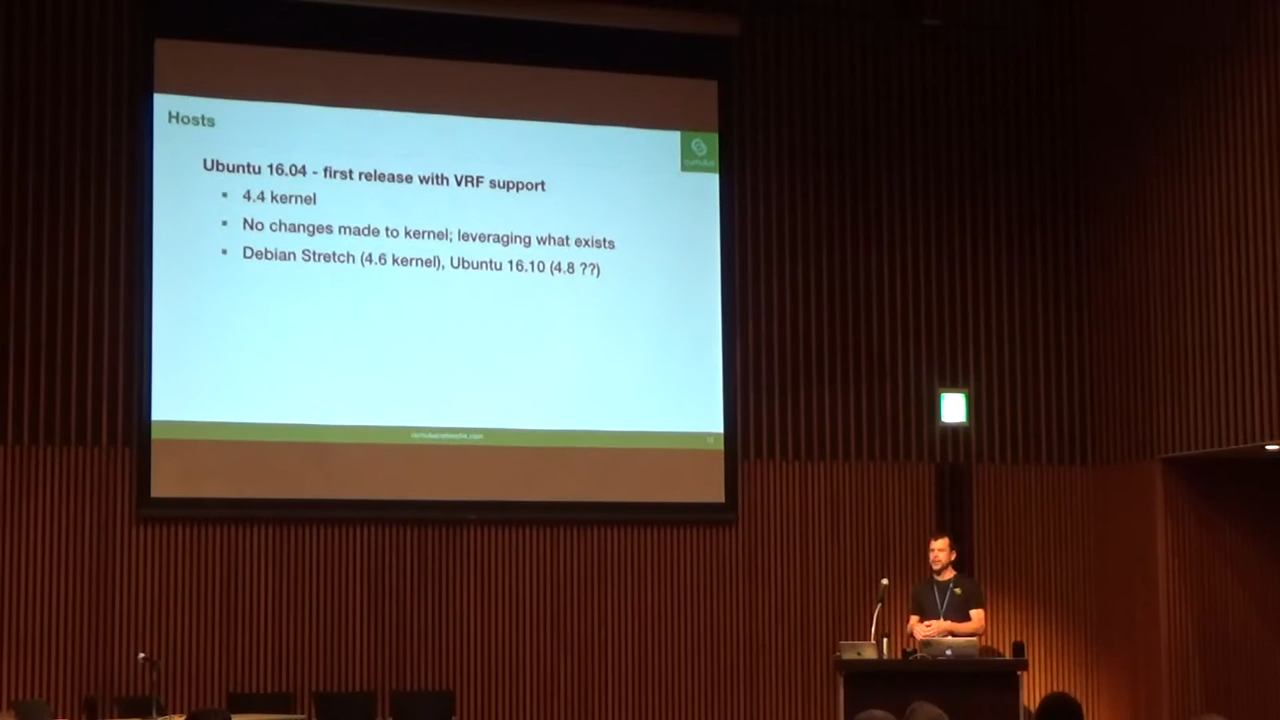 Hosts
Ubuntu 16.04 - first release with VRF support
4.4 kernel
No changes made to kernel; leveraging what exists
Debian Stretch (4.6 kernel), Ubuntu 16.10 (4.8 ??)